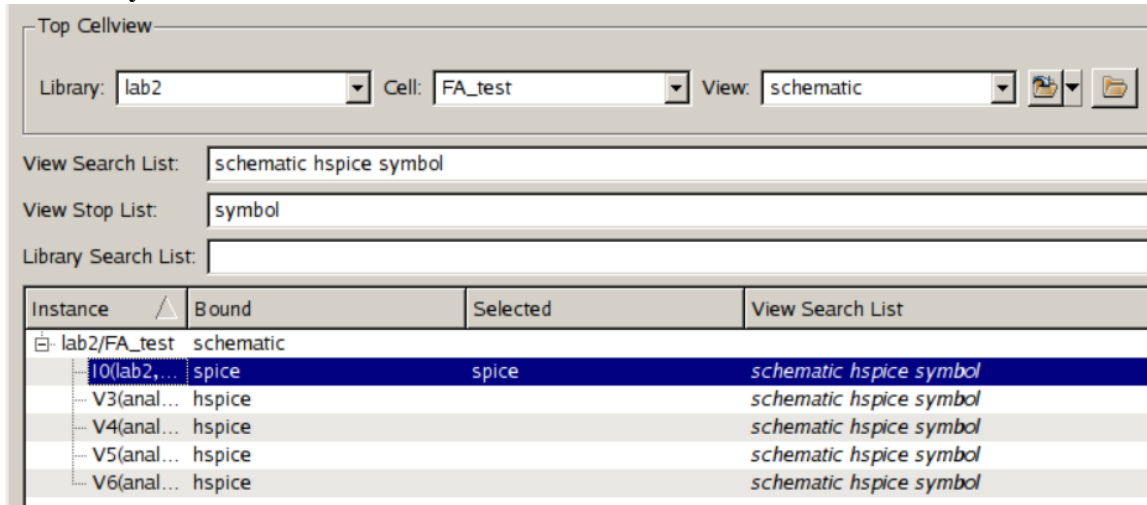 Top Cellview
Library: lab2 Cell: FA_test View: schematic
View Search List: schematic hspice symbol
View Stop List: symbol
Library Search List:
Instance Bound Selected View Search List
lab2/FA_test schematic
I0(lab2,... spice spice schematic hspice symbol
V3(anal... hspice schematic hspice symbol
V4(anal... hspice schematic hspice symbol
V5(anal... hspice schematic hspice symbol
V6(anal... hspice schematic hspice symbol